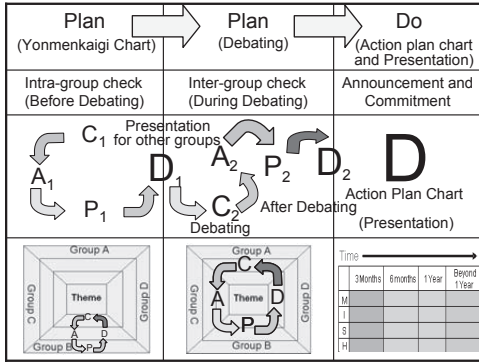 Plan
(Yonmenkaigi Chart)
Plan
(Debating)
Do
(Action plan chart
and Presentation)
Intra-group check
(Before Debating)
Inter-group check
(During Debating)
Announcement and
Commitment
C1
A1
P1
Presentation
for other groups
D1
A2
P2
D2
C2
After Debating
Debating
D
Action Plan Chart
(Presentation)
Group A
Group C
Theme
Group D
Group B
C
A
D
P
Group A
Group C
Theme
Group D
Group B
C
A
D
P
Time
3Months
6months
1Year
Beyond
1Year
M
I
S
H